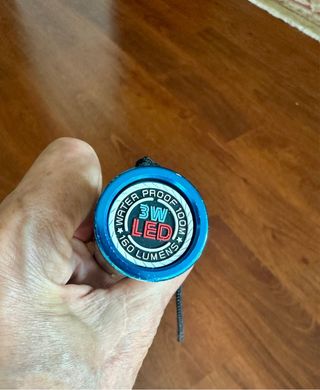 ★ WATER PROOF 100M ★
3W
LED
160 LUMENS